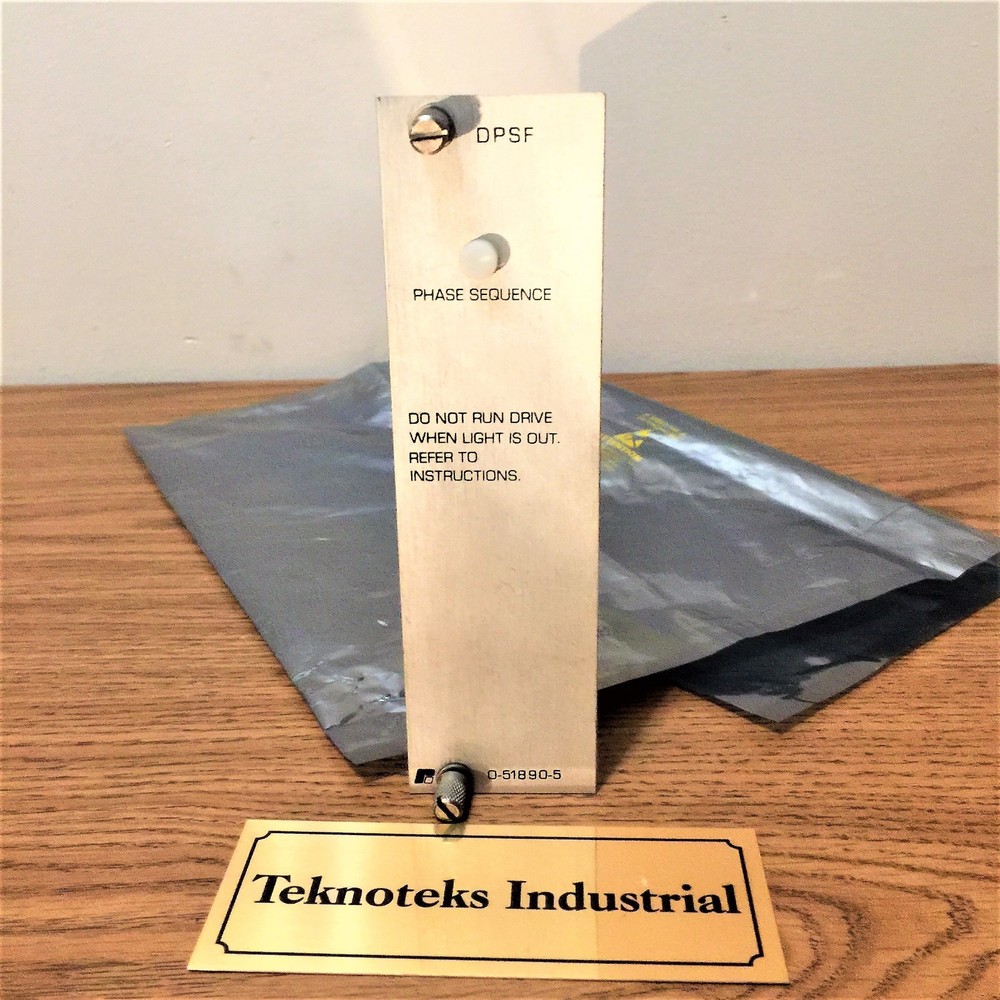 DPSF
PHASE SEQUENCE
DO NOT RUN DRIVE
WHEN LIGHT IS OUT.
REFER TO
INSTRUCTIONS.
0-51890-5
Teknoteks Industrial